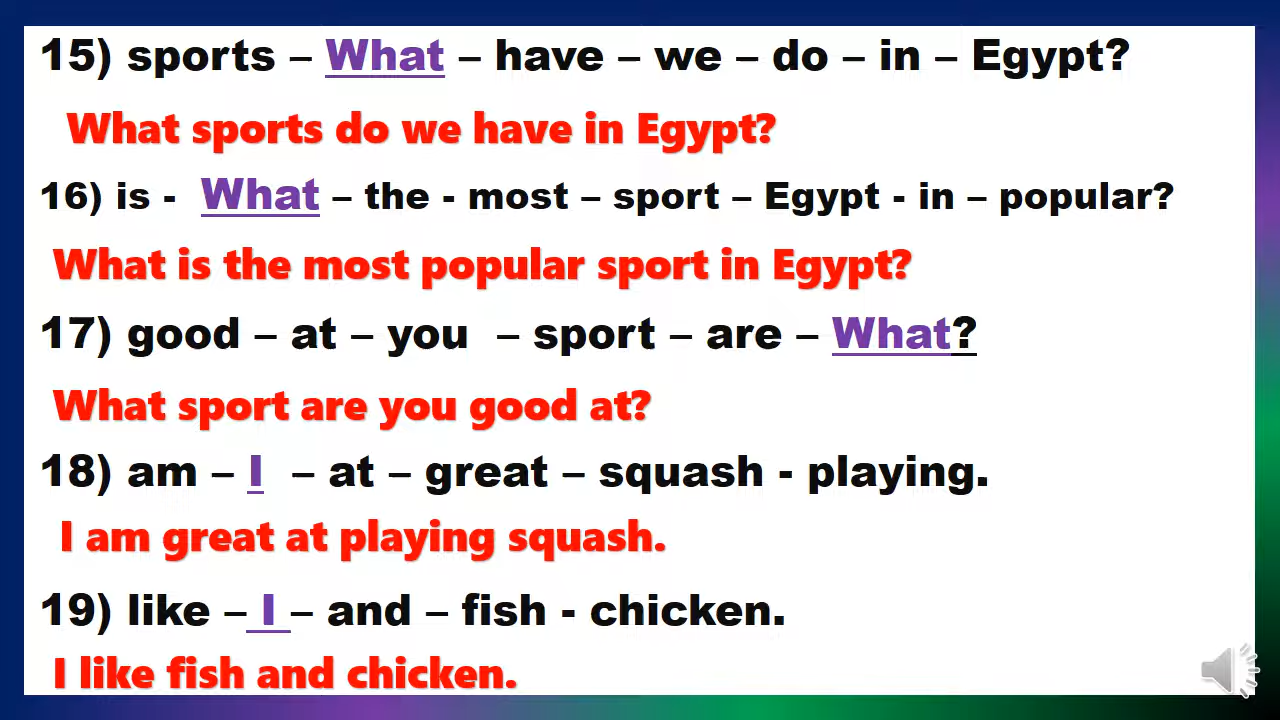 15) sports – What – have – we – do – in – Egypt?
What sports do we have in Egypt?
16) is - What – the - most – sport – Egypt - in – popular?
What is the most popular sport in Egypt?
17) good – at – you – sport – are – What?
What sport are you good at?
18) am – I – at – great – squash - playing.
I am great at playing squash.
19) like – I – and – fish - chicken.
I like fish and chicken.